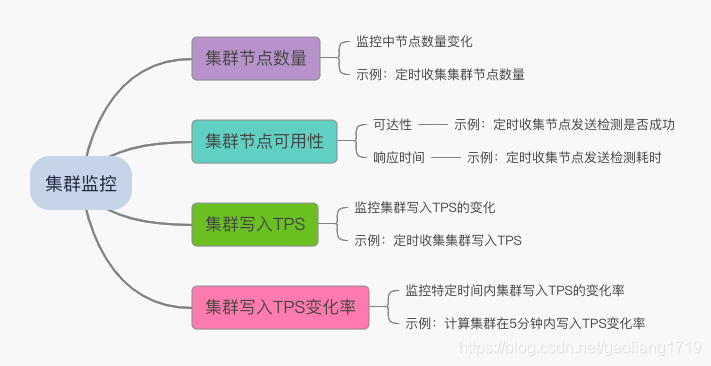 集群监控
集群节点数量
监控中节点数量变化
示例：定时收集集群节点数量
集群节点可用性
可达性
示例：定时收集节点发送检测是否成功
响应时间
示例：定时收集节点发送检测耗时
集群写入TPS
监控集群写入TPS的变化
示例：定时收集集群写入TPS
集群写入TPS变化率
监控特定时间内集群写入TPS的变化率
示例：计算集群在5分钟内写入TPS变化率
https://blog.csdn.net/gaoliang1719